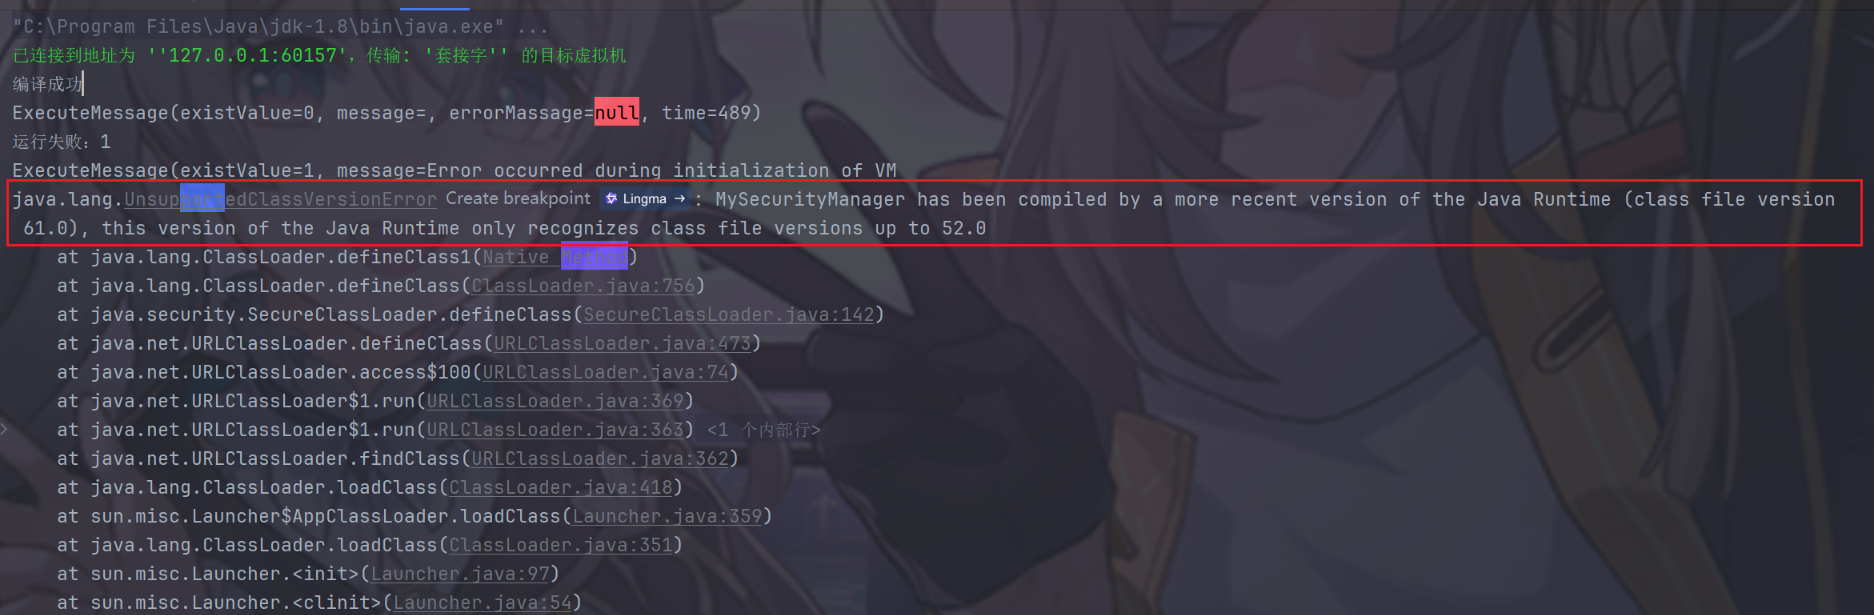 "C:\Program Files\Java\jdk-1.8\bin\java.exe" ...
已连接到地址为 ''127.0.0.1:60157'，传输: '套接字'' 的目标虚拟机
编译成功
ExecuteMessage(existValue=0, message=, errorMassage=null, time=489)
运行失败：1
ExecuteMessage(existValue=1, message=Error occurred during initialization of VM
java.lang.UnsupportedClassVersionError Create breakpoint Lingma → : MySecurityManager has been compiled by a more recent version of the Java Runtime (class file version
61.0), this version of the Java Runtime only recognizes class file versions up to 52.0
at java.lang.ClassLoader.defineClass1(Native Method)
at java.lang.ClassLoader.defineClass(ClassLoader.java:756)
at java.security.SecureClassLoader.defineClass(SecureClassLoader.java:142)
at java.net.URLClassLoader.defineClass(URLClassLoader.java:473)
at java.net.URLClassLoader.access$100(URLClassLoader.java:74)
at java.net.URLClassLoader$1.run(URLClassLoader.java:369)
at java.net.URLClassLoader$1.run(URLClassLoader.java:363) <1 个内部行>
at java.net.URLClassLoader.findClass(URLClassLoader.java:362)
at java.lang.ClassLoader.loadClass(ClassLoader.java:418)
at sun.misc.Launcher$AppClassLoader.loadClass(Launcher.java:359)
at java.lang.ClassLoader.loadClass(ClassLoader.java:351)
at sun.misc.Launcher.<init>(Launcher.java:97)
at sun.misc.Launcher.<clinit>(Launcher.java:54)